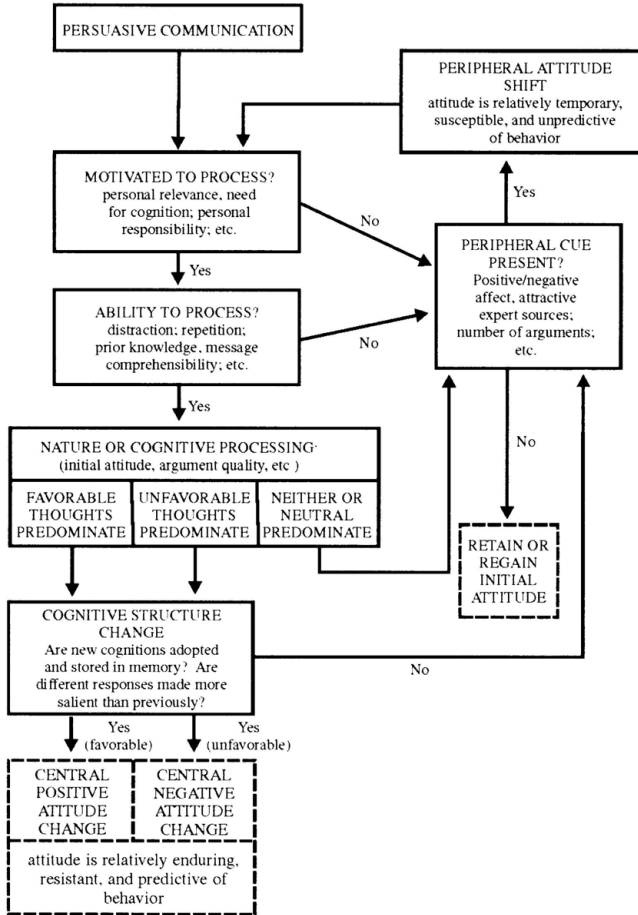 PERSUASIVE COMMUNICATION
PERIPHERAL ATTITUDE
SHIFT
attitude is relatively temporary,
susceptible, and unpredictive
of behavior
MOTIVATED TO PROCESS?
personal relevance, need
for cognition; personal
responsibility; etc.
No
Yes
PERIPHERAL CUE
PRESENT?
Positive/negative
affect, attractive
expert sources;
number of arguments;
etc.
Yes
ABILITY TO PROCESS?
distraction; repetition;
prior knowledge, message
comprehensibility; etc.
No
Yes
NATURE OR COGNITIVE PROCESSING
(initial attitude, argument quality, etc )
FAVORABLE
THOUGHTS
PREDOMINATE
UNFAVORABLE
THOUGHTS
PREDOMINATE
NEITHER OR
NEUTRAL
PREDOMINATE
No
RETAIN OR
REGAIN
INITIAL
ATTITUDE
COGNITIVE STRUCTURE
CHANGE
Are new cognitions adopted
and stored in memory? Are
different responses made more
salient than previously?
No
Yes
(favorable)
Yes
(unfavorable)
CENTRAL
POSITIVE
ATITUDE
CHANGE
CENTRAL
NEGATIVE
ATTITUDE
CHANGE
attitude is relatively enduring,
resistant, and predictive of
behavior